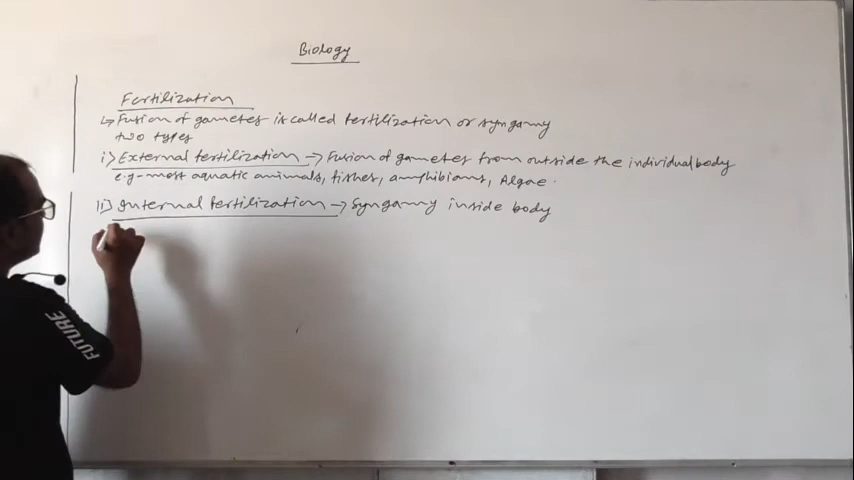 Biology
Fertilization
↳ Fusion of gametes is called fertilization or syngamy
two types
i) External fertilization → Fusion of gametes from outside the individual body
e.g - most aquatic animals, fishes, amphibians, Algae.
ii) Internal fertilization → Syngamy inside body
FUTURE